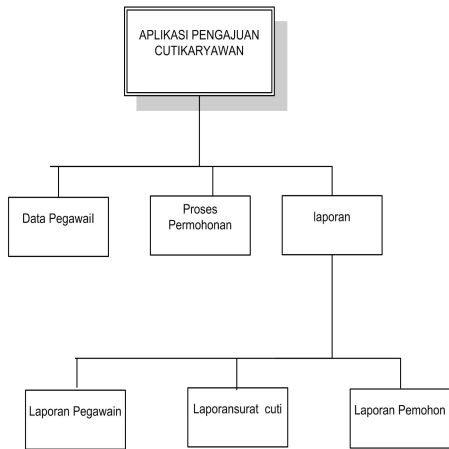 APLIKASI PENGAJUAN
CUTIKARYAWAN
Data Pegawail
Proses
Permohonan
laporan
Laporan Pegawain
Laporansurat cuti
Laporan Pemohon